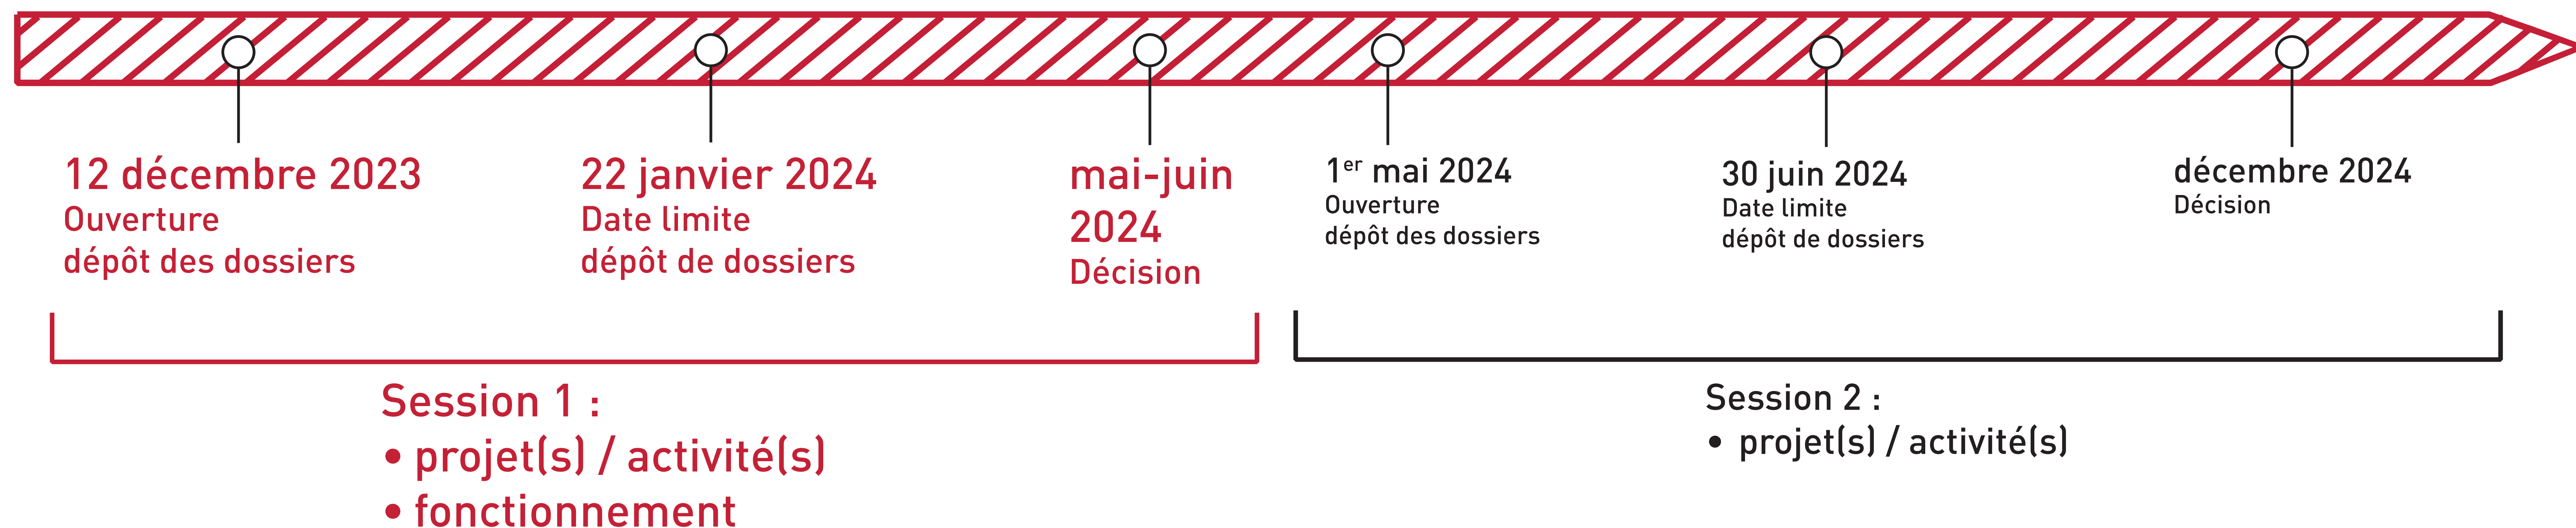 12 décembre 2023
Ouverture
dépôt des dossiers
22 janvier 2024
Date limite
dépôt de dossiers
mai-juin
2024
Décision
1er mai 2024
Ouverture
dépôt des dossiers
30 juin 2024
Date limite
dépôt de dossiers
décembre 2024
Décision
Session 1 :
• projet(s) / activité(s)
• fonctionnement
Session 2 :
• projet(s) / activité(s)